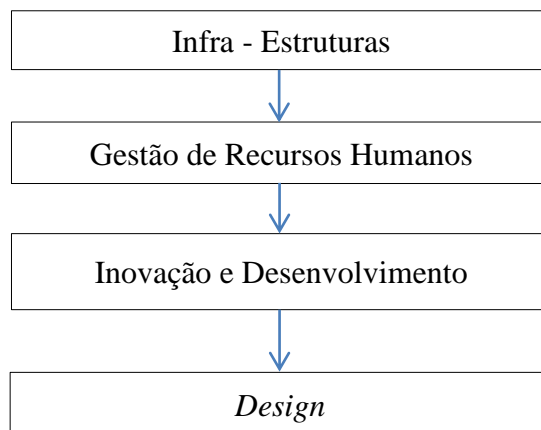 Infra - Estruturas
Gestão de Recursos Humanos
Inovação e Desenvolvimento
Design